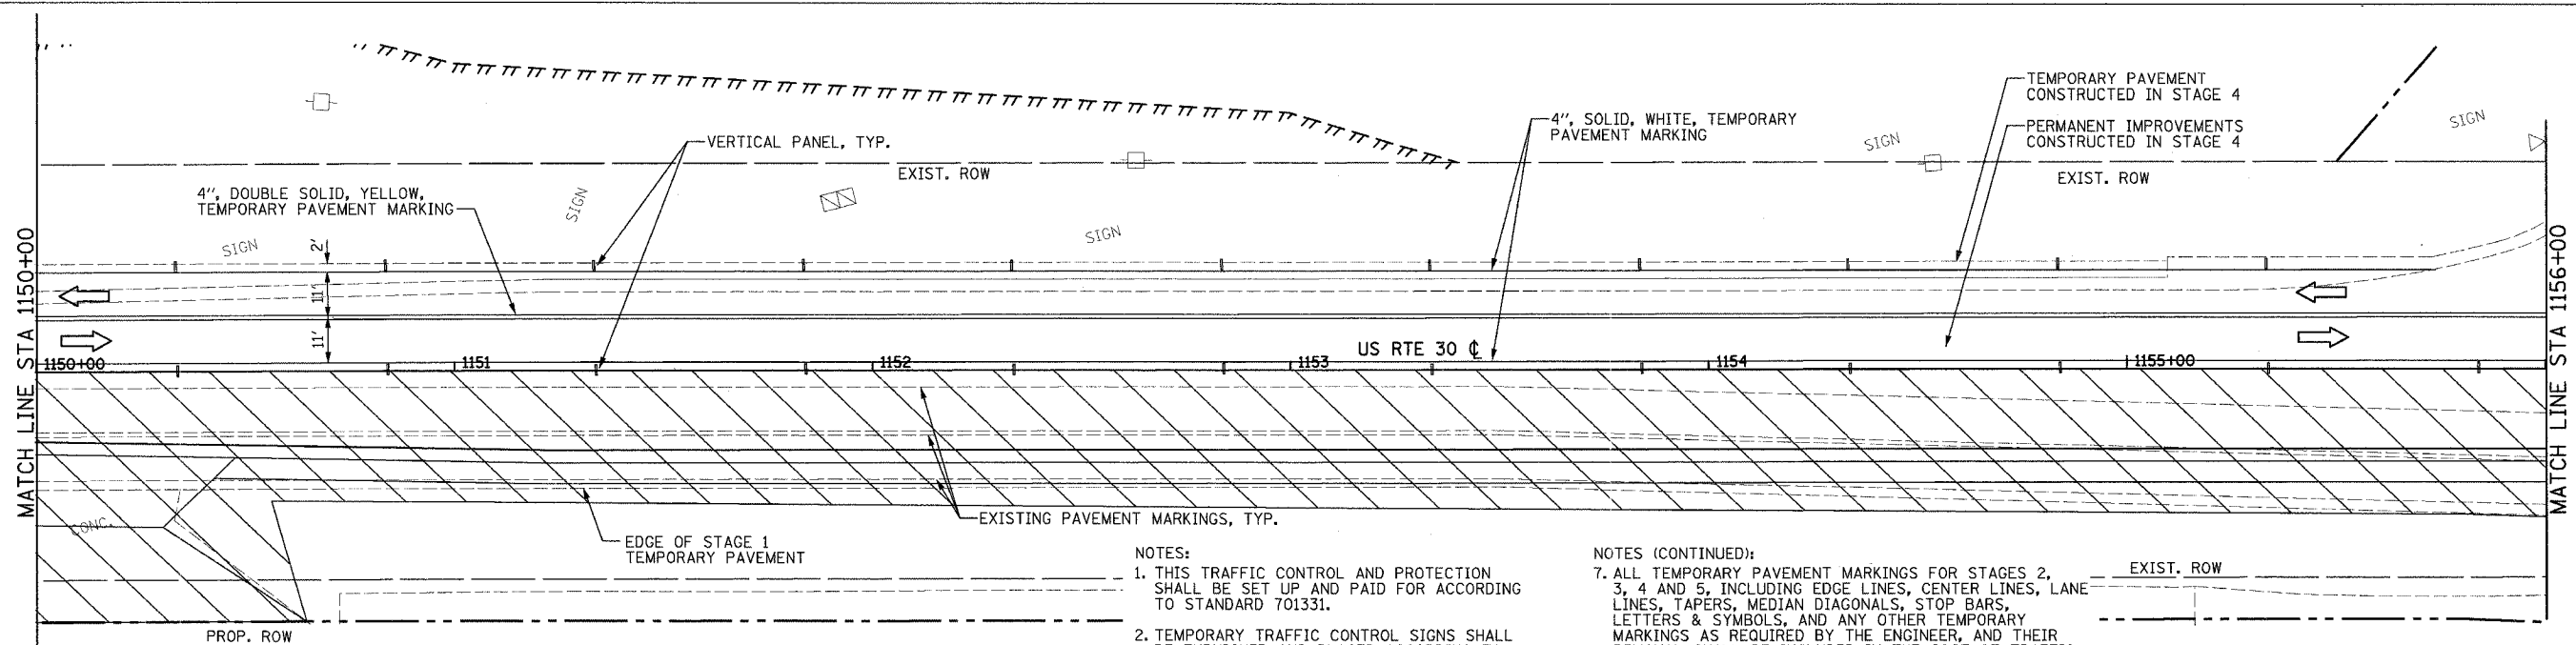 TEMPORARY PAVEMENT
CONSTRUCTED IN STAGE 4
SIGN
4", SOLID, WHITE, TEMPORARY
PAVEMENT MARKING
PERMANENT IMPROVEMENTS
CONSTRUCTED IN STAGE 4
SIGN
VERTICAL PANEL, TYP.
EXIST. ROW
EXIST. ROW
4", DOUBLE SOLID, YELLOW,
TEMPORARY PAVEMENT MARKING
SIGN
SIGN
SIGN
2'
11'
11'
MATCH LINE STA 1150+00
MATCH LINE STA 1156+00
US RTE 30 ℄
1150+00
1151
1152
1153
1154
1155+00
CONC.
EXISTING PAVEMENT MARKINGS, TYP.
EDGE OF STAGE 1
TEMPORARY PAVEMENT
PROP. ROW
NOTES:
1. THIS TRAFFIC CONTROL AND PROTECTION
SHALL BE SET UP AND PAID FOR ACCORDING
TO STANDARD 701331.
2. TEMPORARY TRAFFIC CONTROL SIGNS SHALL
NOTES (CONTINUED):
7. ALL TEMPORARY PAVEMENT MARKINGS FOR STAGES 2,
3, 4 AND 5, INCLUDING EDGE LINES, CENTER LINES, LANE
LINES, TAPERS, MEDIAN DIAGONALS, STOP BARS,
LETTERS & SYMBOLS, AND ANY OTHER TEMPORARY
MARKINGS AS REQUIRED BY THE ENGINEER, AND THEIR
EXIST. ROW